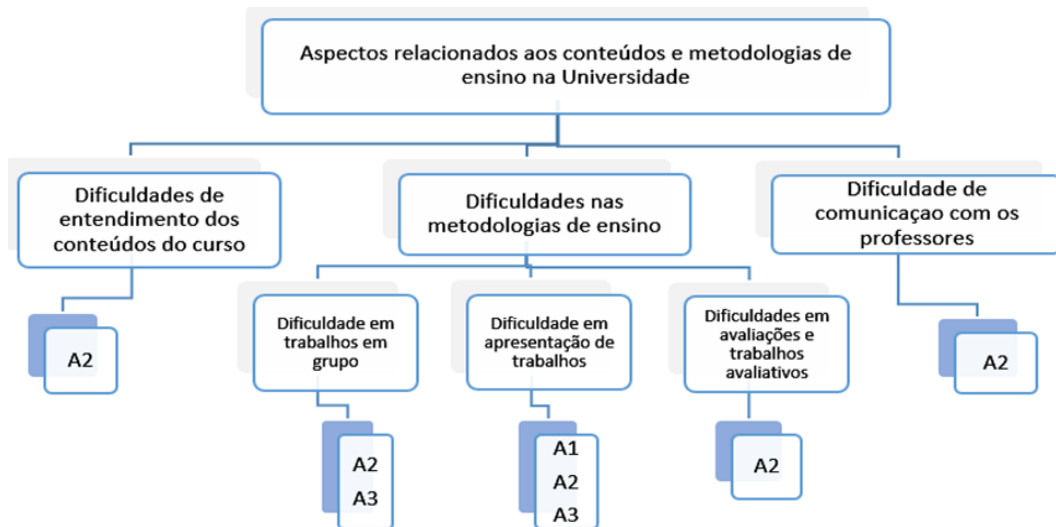 Aspectos relacionados aos conteúdos e metodologias de
ensino na Universidade
Dificuldades de
entendimento dos
conteúdos do curso
Dificuldades nas
metodologias de ensino
Dificuldade de
comunicaçao com os
professores
A2
Dificuldade em
trabalhos em
grupo
Dificuldade em
apresentação de
trabalhos
Dificuldades em
avaliações e
trabalhos
avaliativos
A2
A2
A3
A1
A2
A3
A2